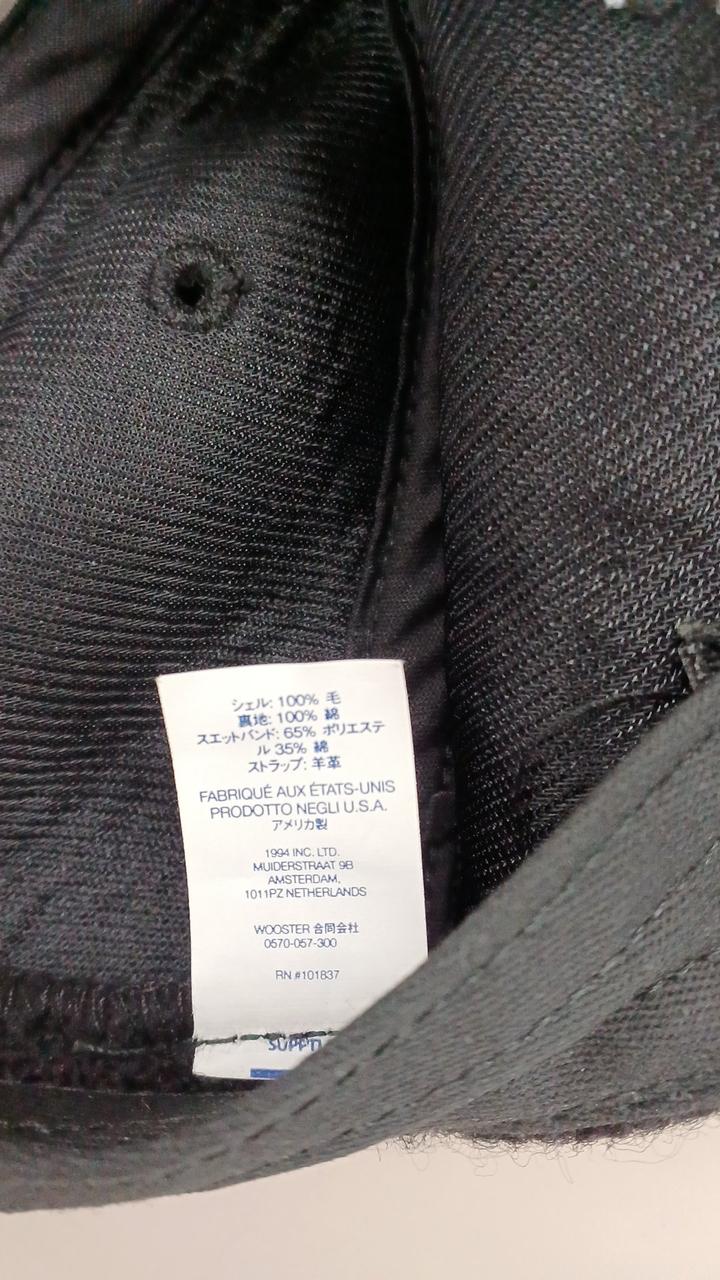 シェル: 100% 毛
裏地: 100% 綿
スエットバンド: 65% ポリエステ
ル 35% 綿
ストラップ: 羊革
FABRIQUÉ AUX ÉTATS-UNIS
PRODOTTO NEGLI U.S.A.
アメリカ製
1994 INC. LTD.
MUIDERSTRAAT 9B
AMSTERDAM,
1011PZ NETHERLANDS
WOOSTER 合同会社
0570-057-300
RN #101837